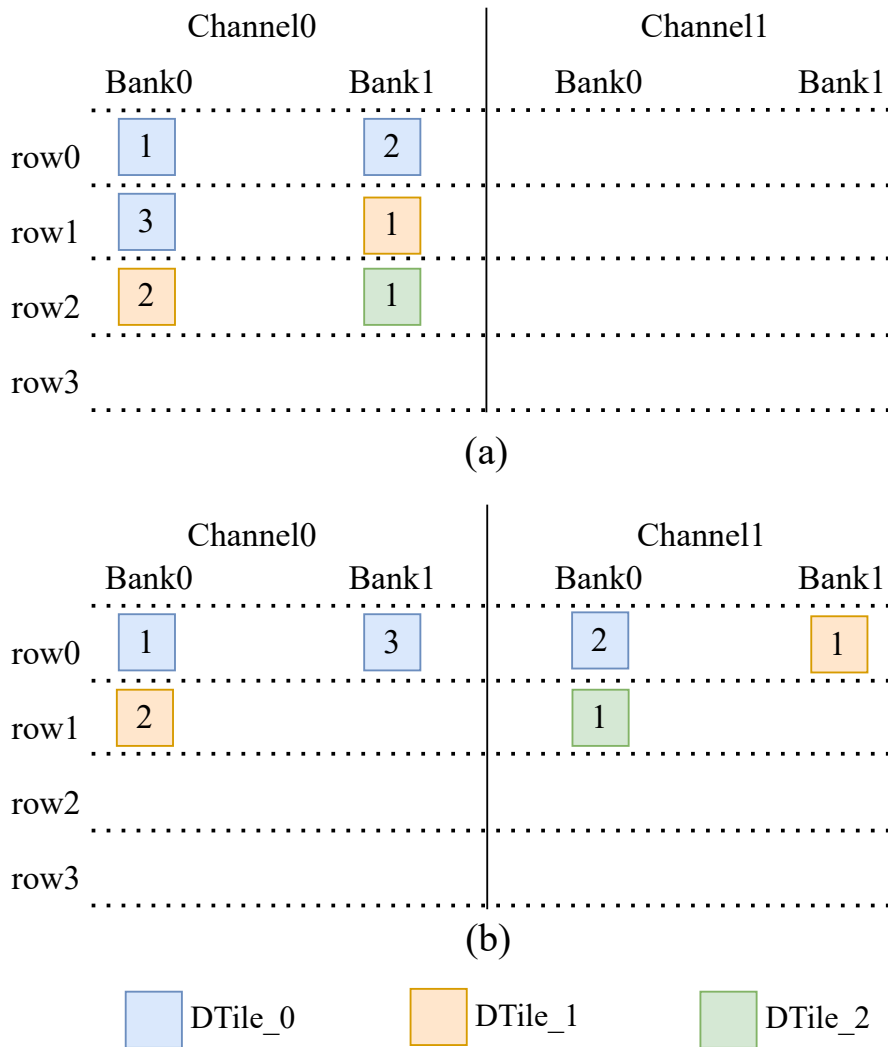 Channel0 Channel1
Bank0 Bank1 Bank0 Bank1
row0 1 2
row1 3 1
row2 2 1
row3
(a)
Channel0 Channel1
Bank0 Bank1 Bank0 Bank1
row0 1 3 2 1
row1 2 1
row2
row3
(b)
DTile_0 DTile_1 DTile_2